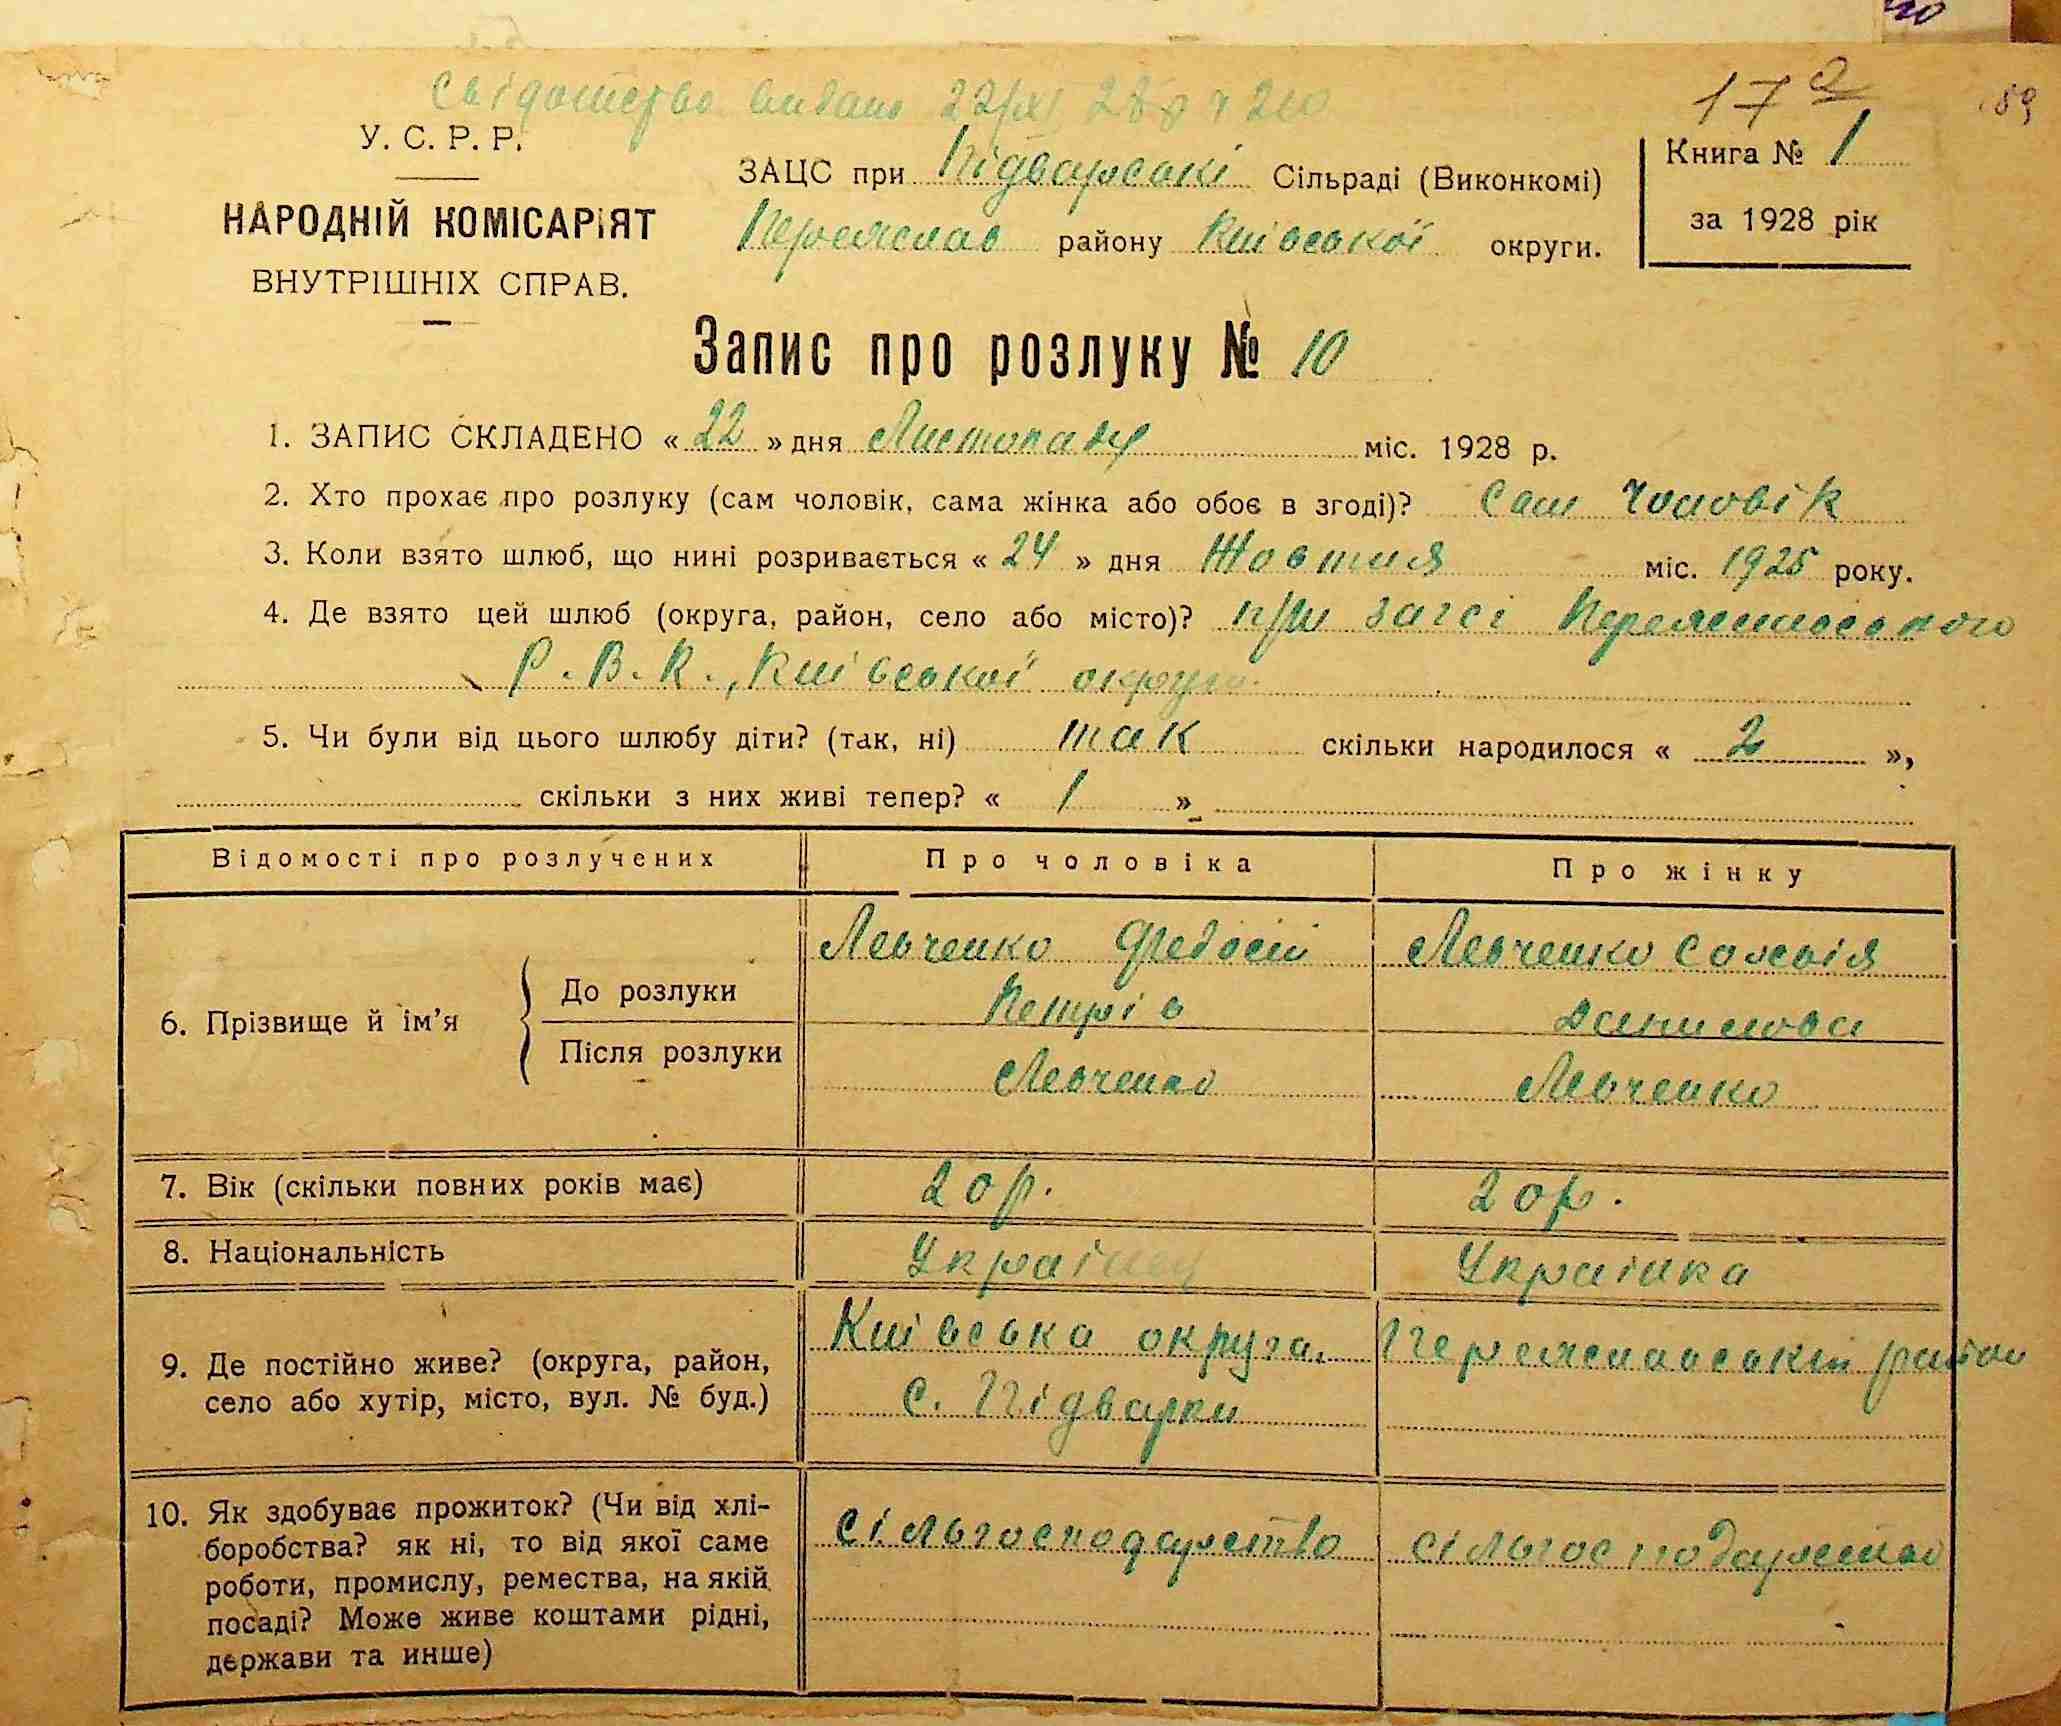 Свідоцтво видано 22/XI 28 р
17
89
У. С. Р. Р.
НАРОДНІЙ КОМІСАРІЯТ
ВНУТРІШНІХ СПРАВ.
ЗАЦС при Підварські Сільраді (Виконкомі)
Переяслав району Київської округи.
Книга № 1
за 1928 рік
Запис про розлуку № 10
1. ЗАПИС СКЛАДЕНО « 22 » дня Листопаду міс. 1928 р.
2. Хто прохає про розлуку (сам чоловік, сама жінка або обоє в згоді)? Сам Чоловік
3. Коли взято шлюб, що нині розривається « 24 » дня Жовтня міс. 1925 року.
4. Де взято цей шлюб (округа, район, село або місто)? при загсі Переяславського
Р. В. К., Київської округи
5. Чи були від цього шлюбу діти? (так, ні) так скільки народилося « 2 »,
скільки з них живі тепер? « 1 »
Відомості про розлучених Про чоловіка Про жінку
6. Прізвище й ім'я
До розлуки
Левченко Федосій
Петрів
Левченко
Данилова
Після розлуки
Левченко
Левченко
7. Вік (скільки повних років має) 20 р. 20 р.
8. Національність Українец Українка
9. Де постійно живе? (округа, район,
село або хутір, місто, вул. № буд.)
Київська округа. Переяславський район
с. Підварки
10. Як здобуває прожиток? (Чи від хлі-
боробства? як ні, то від якої саме
роботи, промислу, ремества, на якій
посаді? Може живе коштами рідні,
держави та инше)
сільгосподарство сільгосподарство